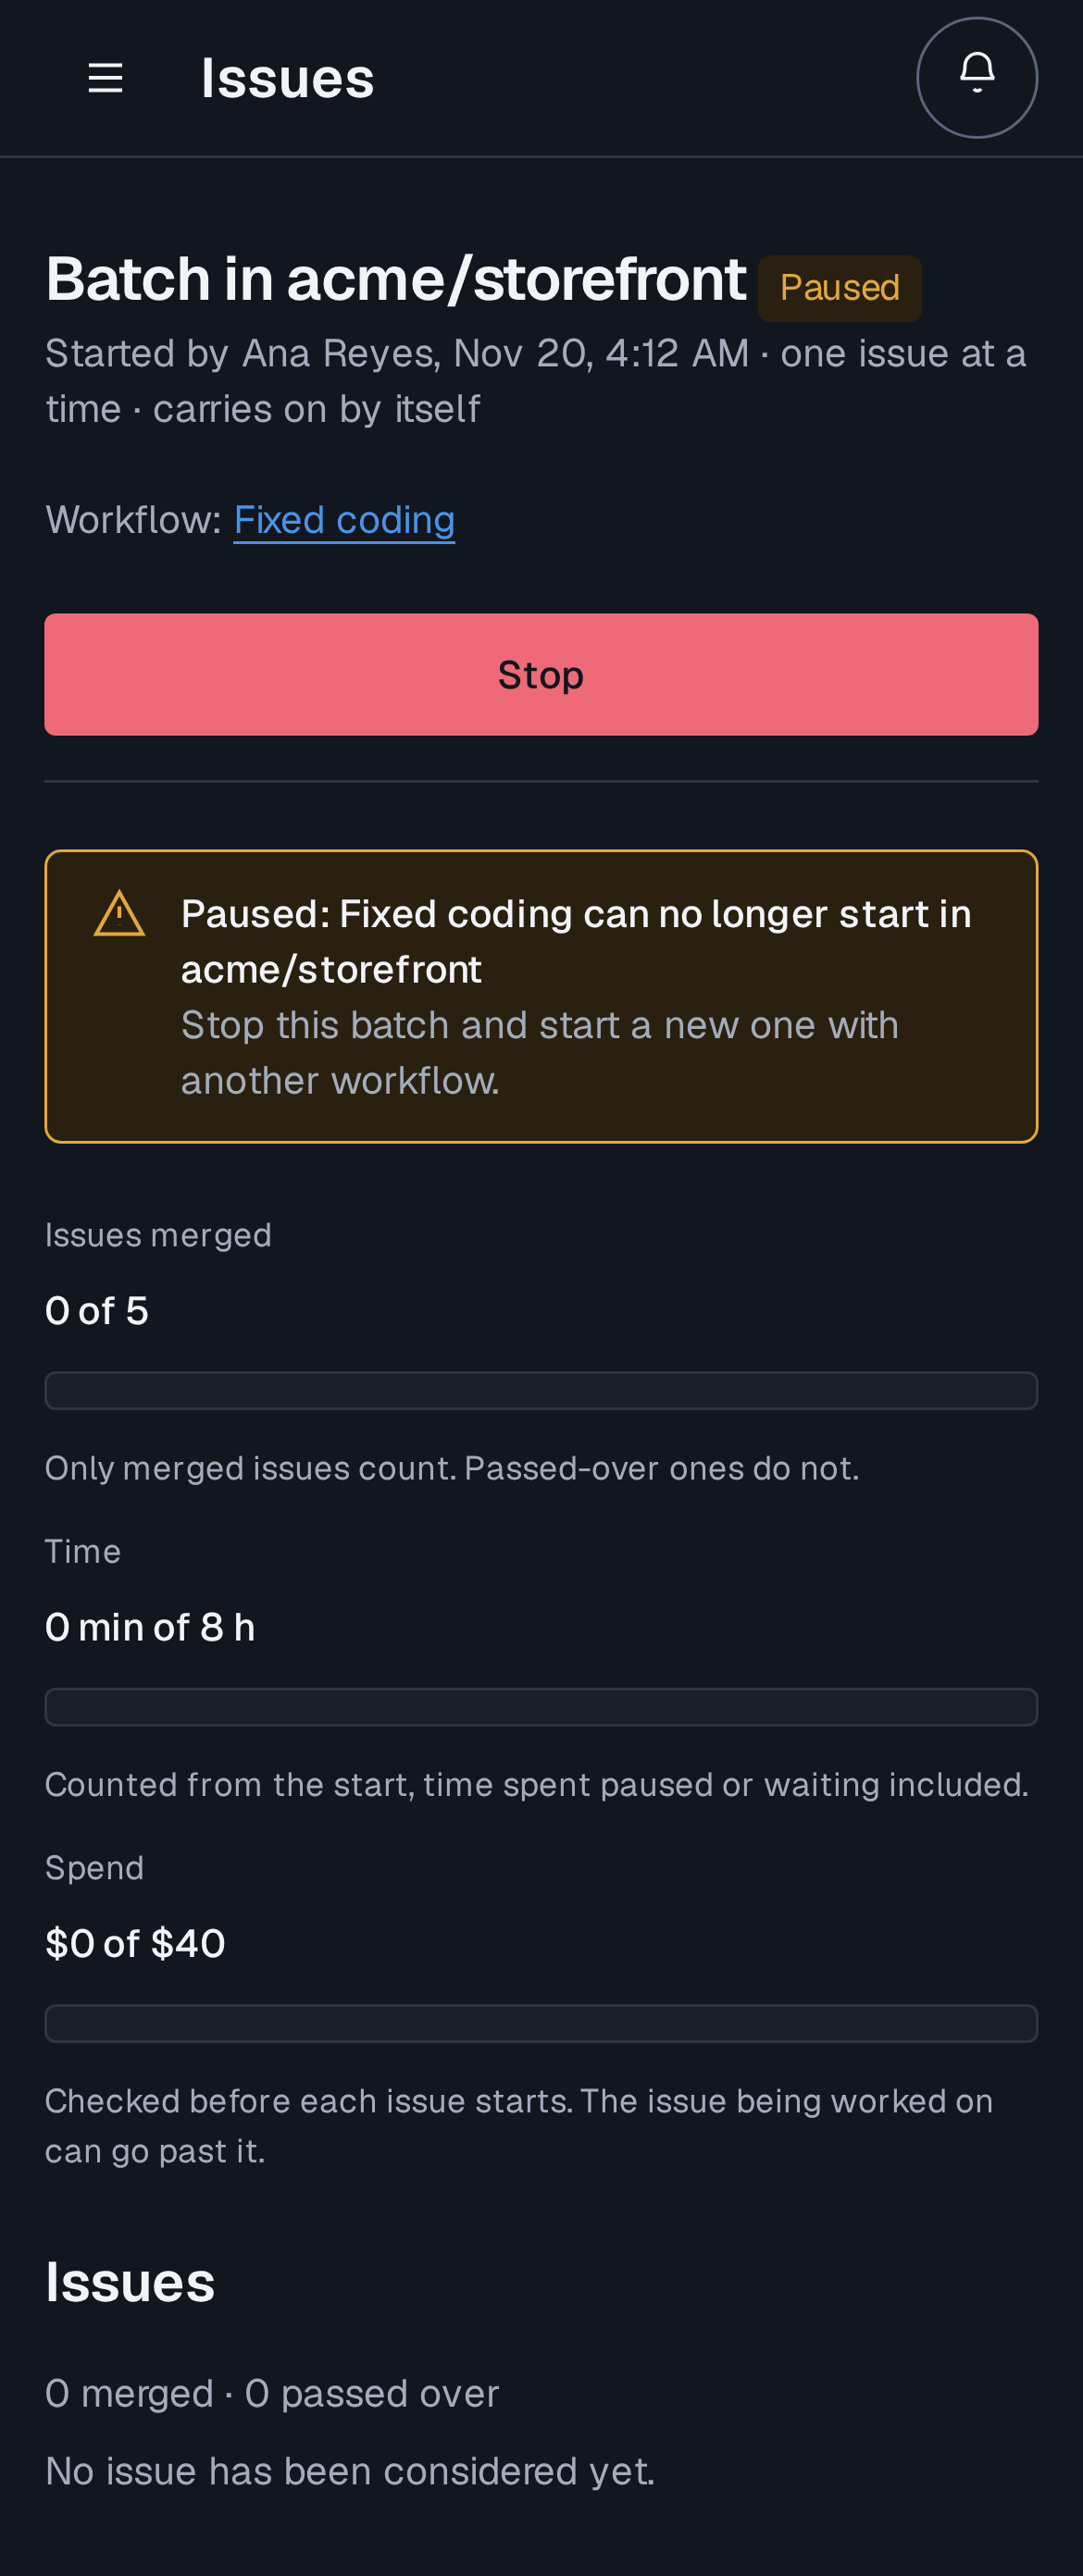 Issues
Batch in acme/storefront Paused
Started by Ana Reyes, Nov 20, 4:12 AM · one issue at a
time · carries on by itself
Workflow: Fixed coding
Stop
Paused: Fixed coding can no longer start in
acme/storefront
Stop this batch and start a new one with
another workflow.
Issues merged
0 of 5
Only merged issues count. Passed-over ones do not.
Time
0 min of 8 h
Counted from the start, time spent paused or waiting included.
Spend
$0 of $40
Checked before each issue starts. The issue being worked on
can go past it.
Issues
0 merged · 0 passed over
No issue has been considered yet.